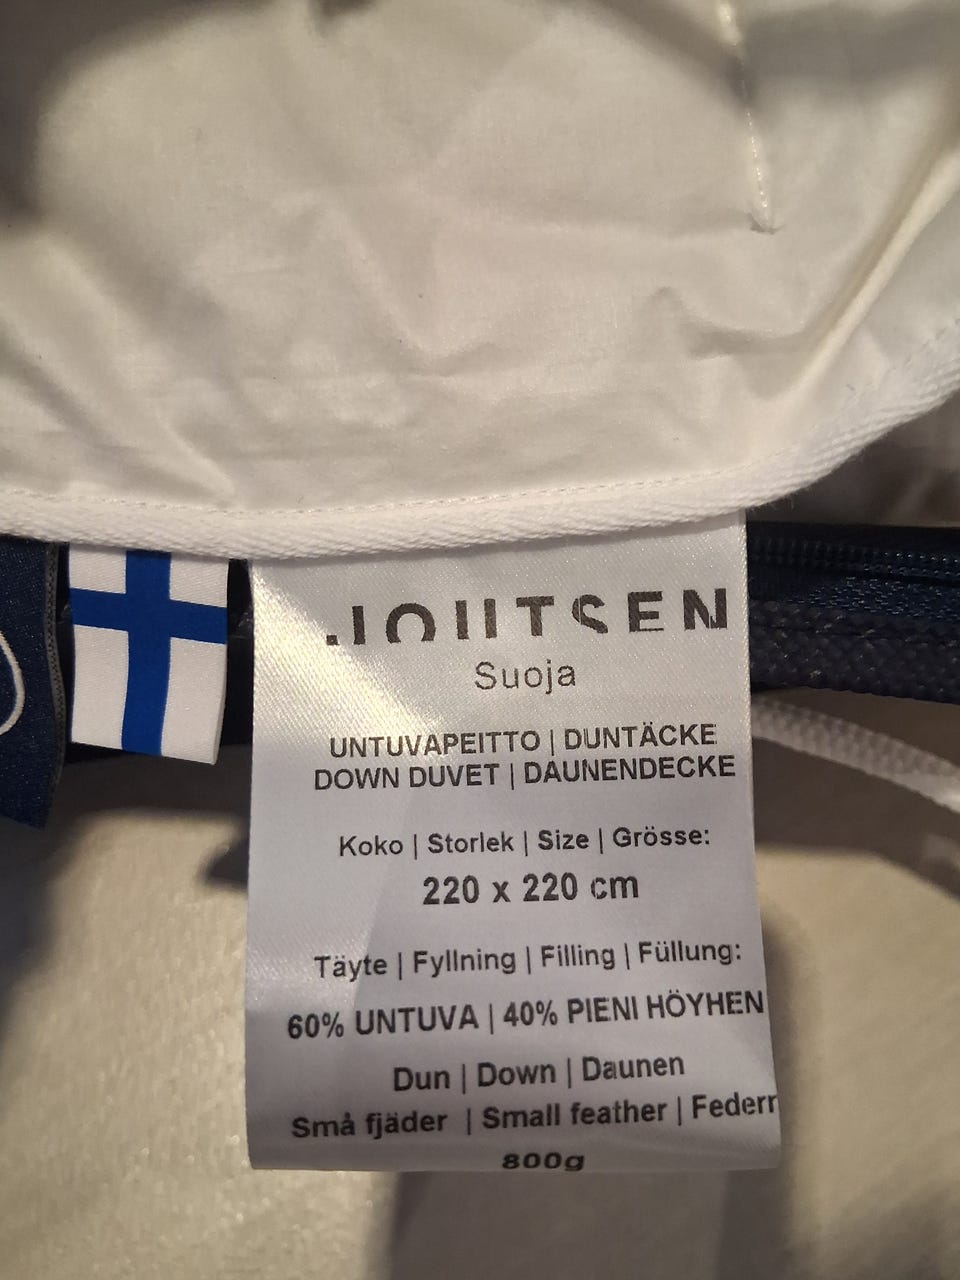 JOUTSEN
Suoja
UNTUVAPEITTO | DUNTÄCKE
DOWN DUVET | DAUNENDECKE
Koko | Storlek | Size | Grösse:
220 x 220 cm
Täyte | Fyllning | Filling | Füllung:
60% UNTUVA | 40% PIENI HÖYHEN
Dun | Down | Daunen
Små fjäder | Small feather |
800g